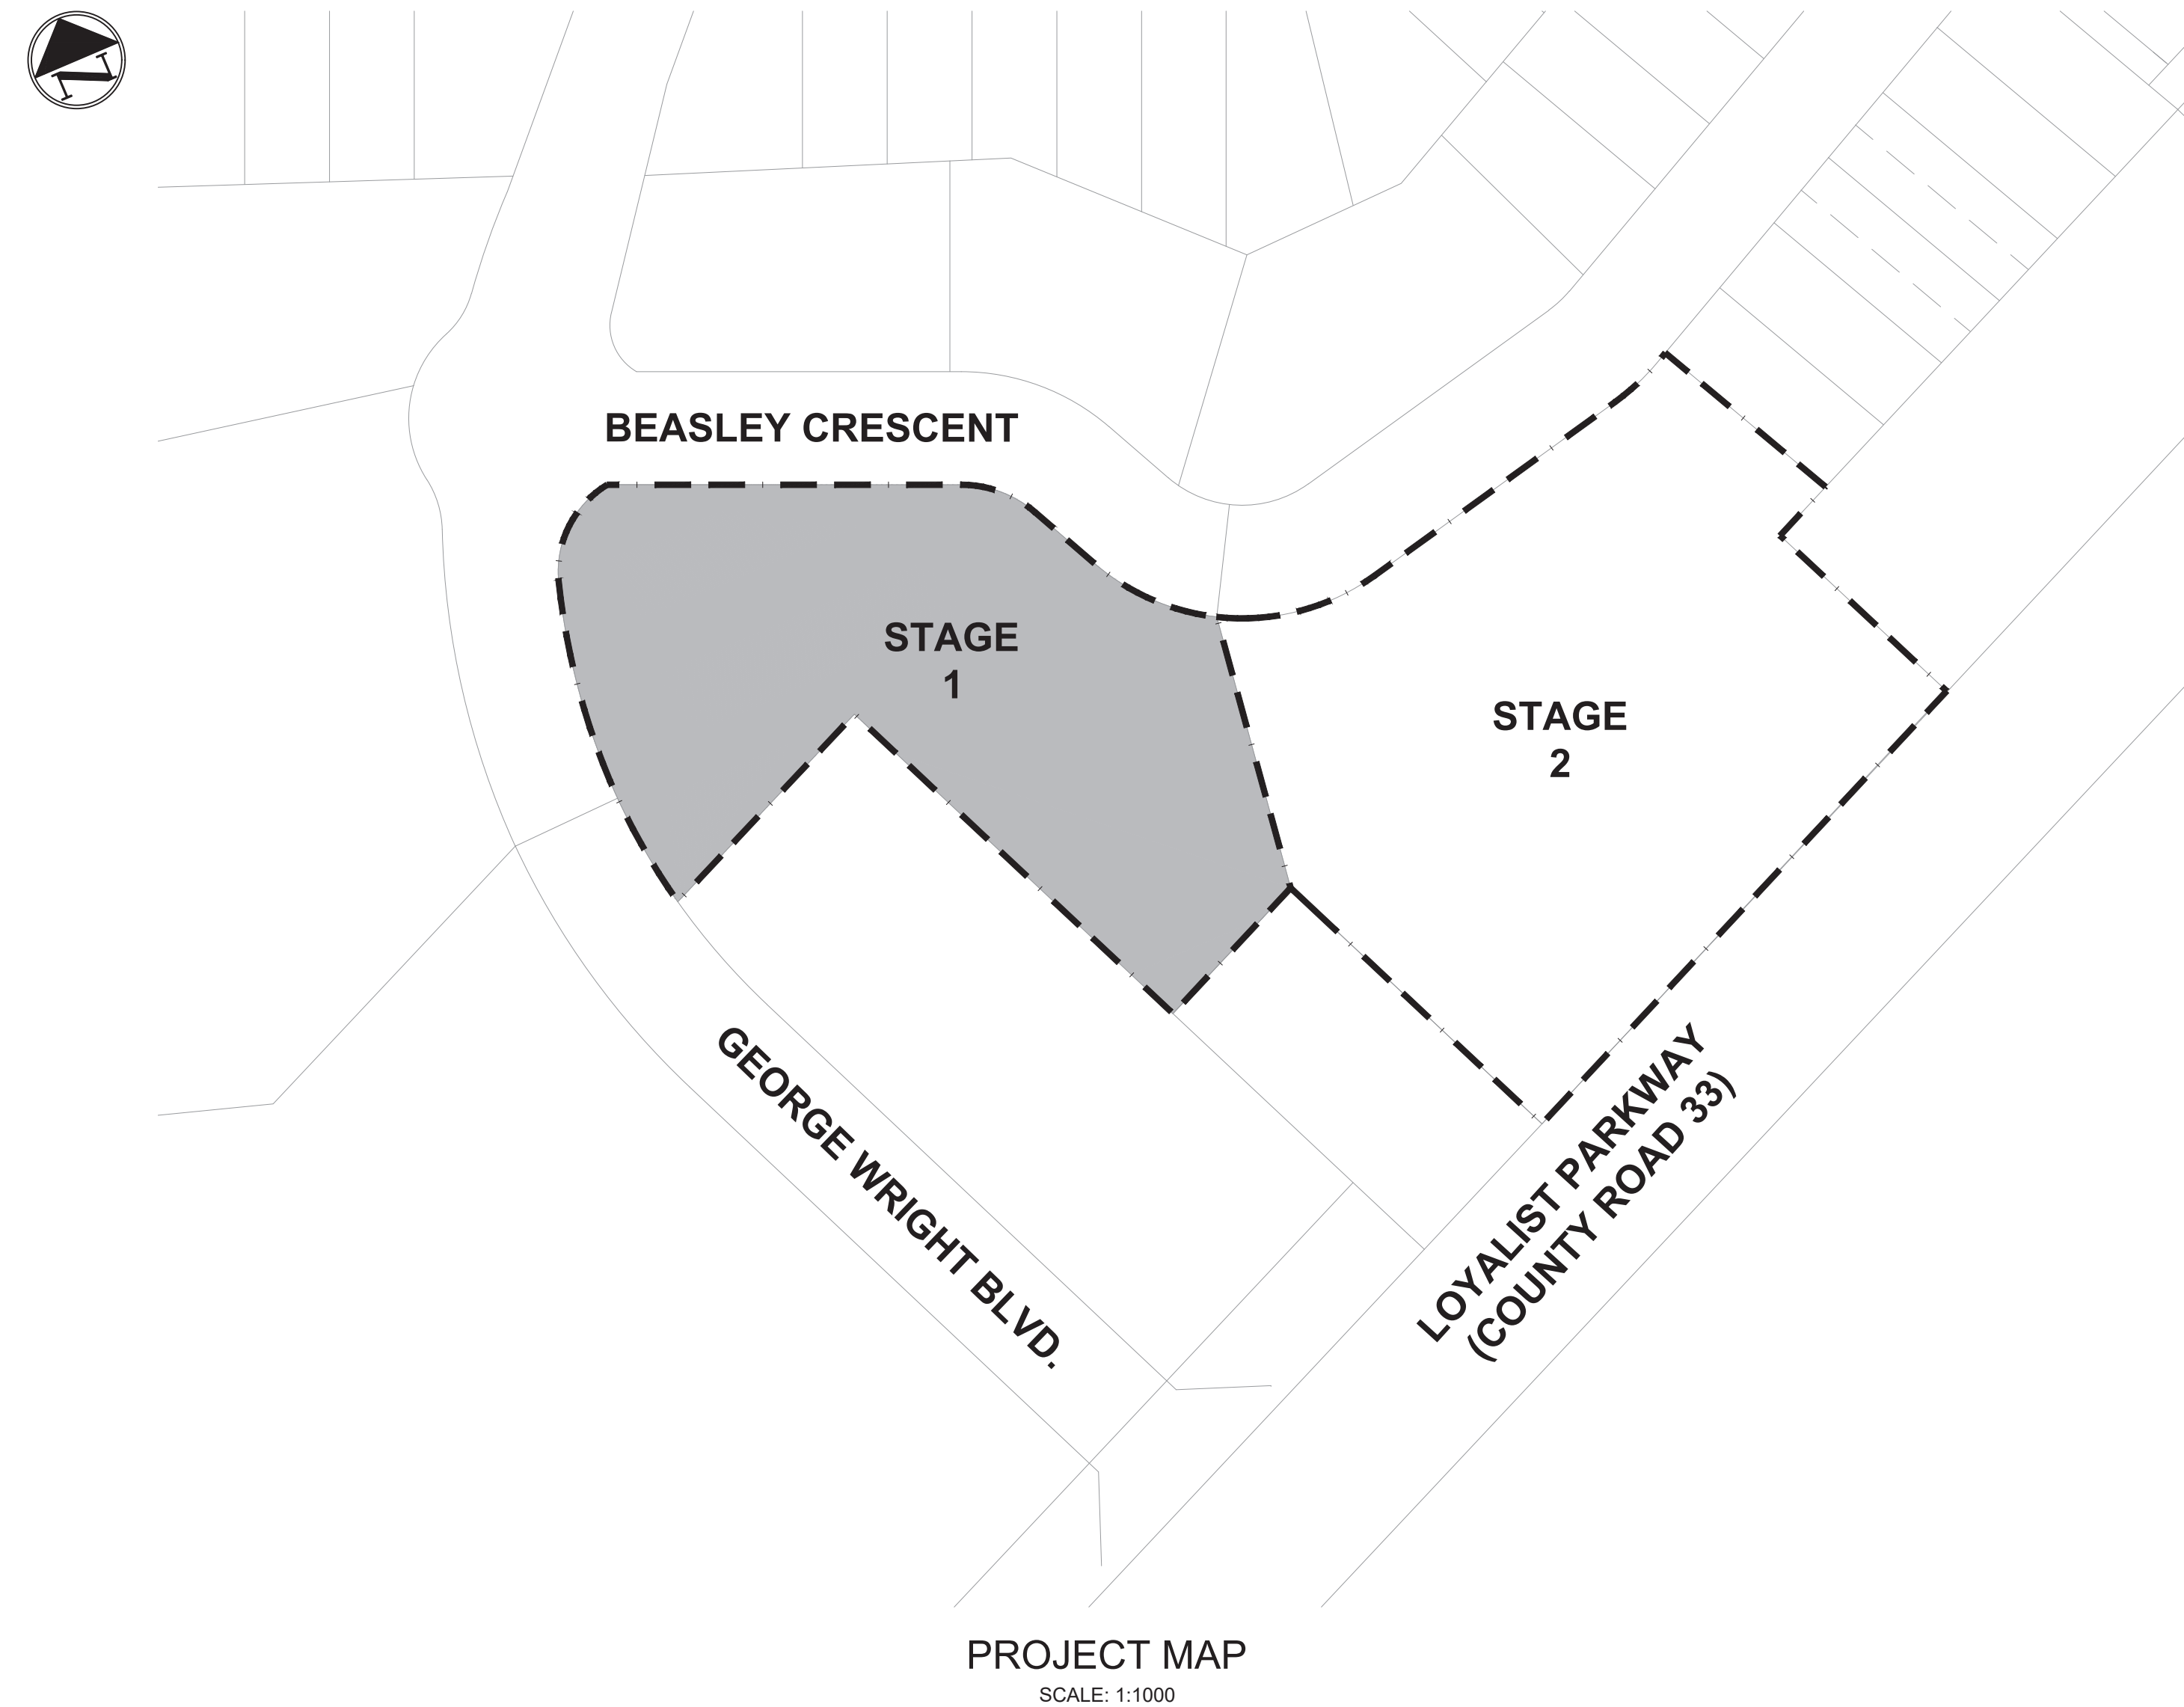 N
BEASLEY CRESCENT
STAGE
1
STAGE
2
GEORGE WRIGHT BLVD.
LOYALIST PARKWAY
(COUNTY ROAD 33)
PROJECT MAP
SCALE: 1:1000